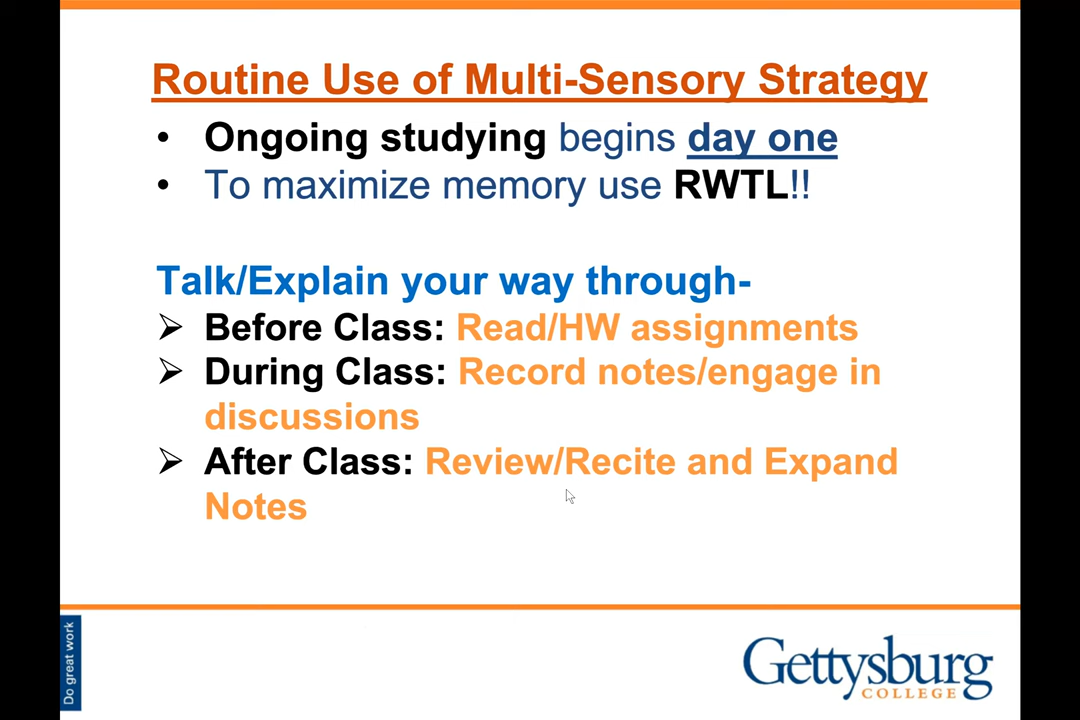 Routine Use of Multi-Sensory Strategy
• Ongoing studying begins day one
• To maximize memory use RWTL!!
Talk/Explain your way through-
➢ Before Class: Read/HW assignments
➢ During Class: Record notes/engage in
discussions
➢ After Class: Review/Recite and Expand
Notes
Do great work
Gettysburg
COLLEGE